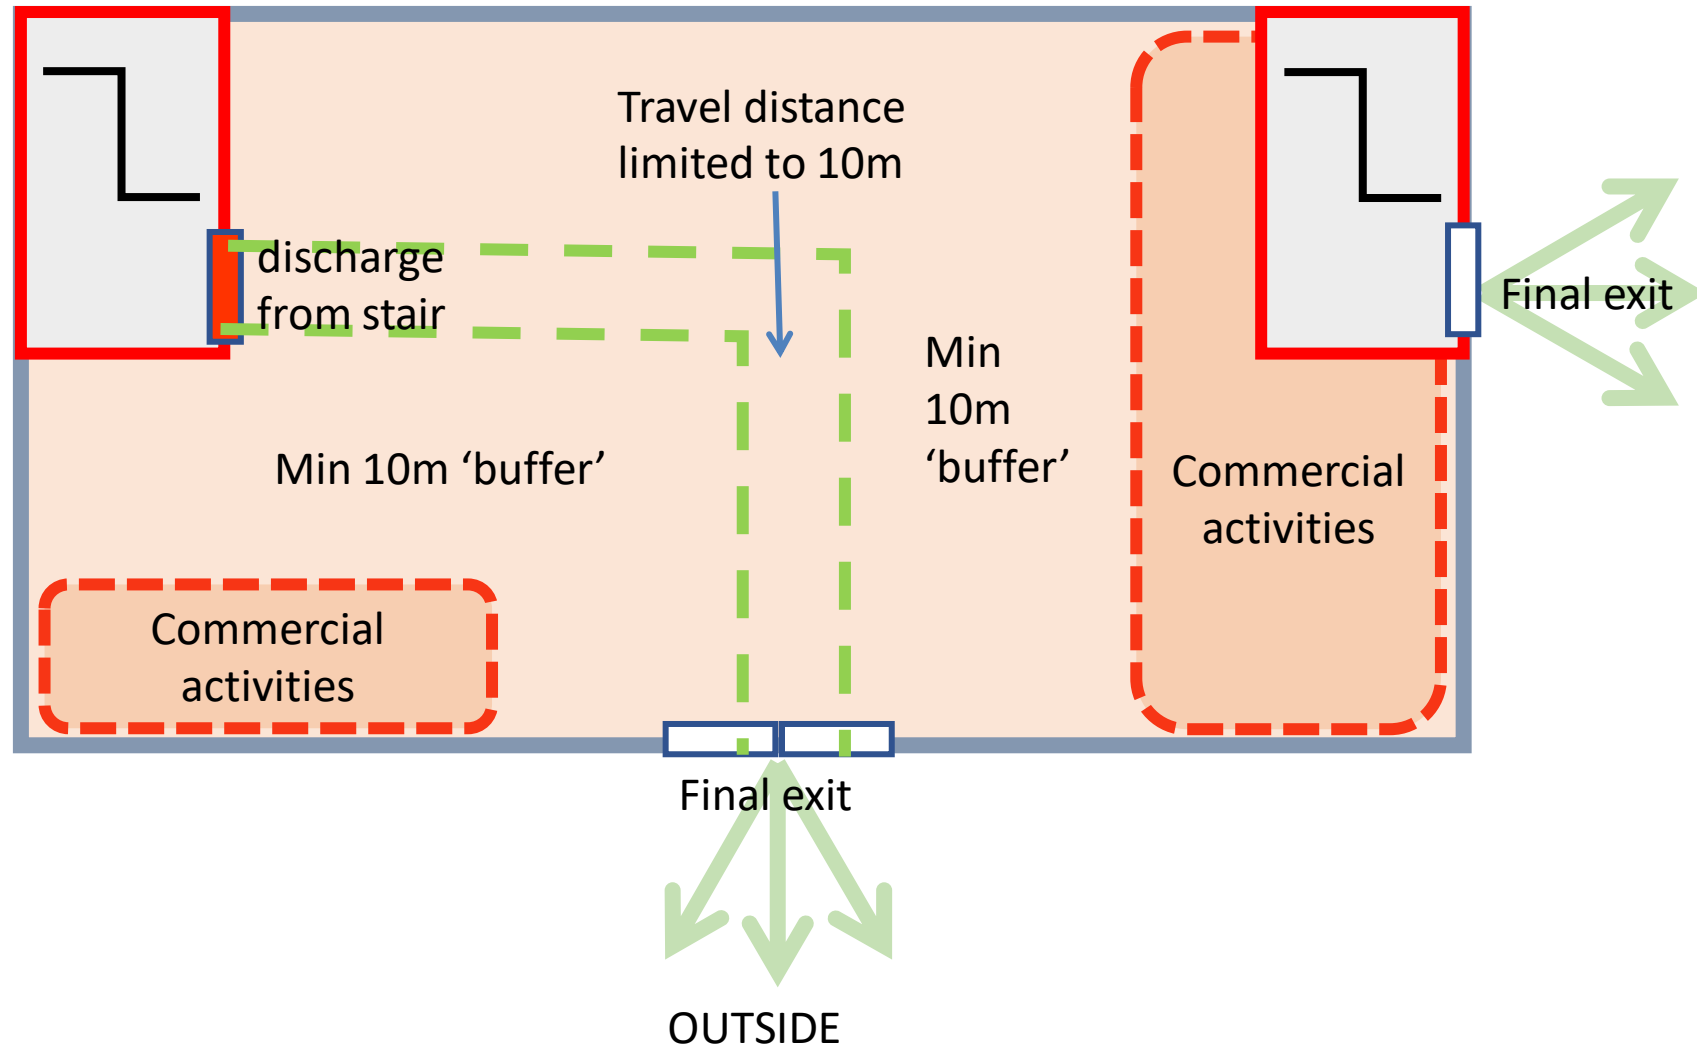 Travel distance
limited to 10m
discharge
from stair
Final exit
Min
10m
‘buffer’
Min 10m ‘buffer’
Commercial
activities
Commercial
activities
Final exit
OUTSIDE